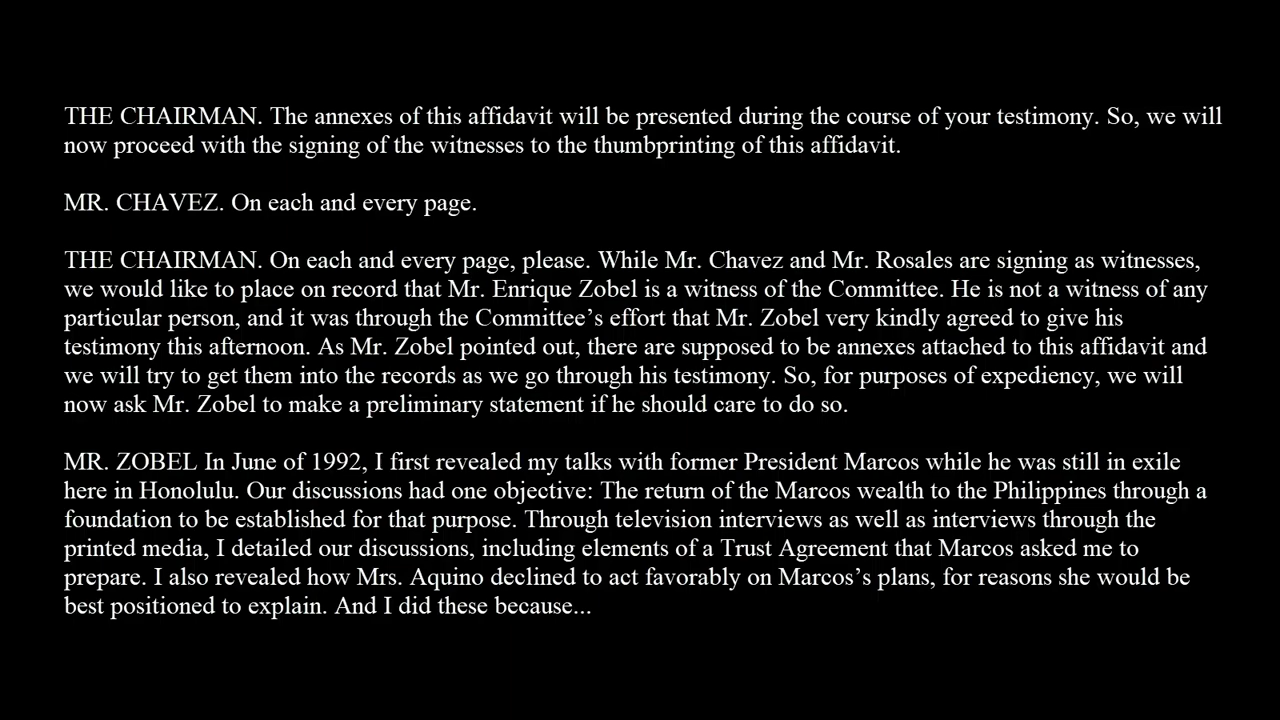 THE CHAIRMAN. The annexes of this affidavit will be presented during the course of your testimony. So, we will
now proceed with the signing of the witnesses to the thumbprinting of this affidavit.
MR. CHAVEZ. On each and every page.
THE CHAIRMAN. On each and every page, please. While Mr. Chavez and Mr. Rosales are signing as witnesses,
we would like to place on record that Mr. Enrique Zobel is a witness of the Committee. He is not a witness of any
particular person, and it was through the Committee’s effort that Mr. Zobel very kindly agreed to give his
testimony this afternoon. As Mr. Zobel pointed out, there are supposed to be annexes attached to this affidavit and
we will try to get them into the records as we go through his testimony. So, for purposes of expediency, we will
now ask Mr. Zobel to make a preliminary statement if he should care to do so.
MR. ZOBEL In June of 1992, I first revealed my talks with former President Marcos while he was still in exile
here in Honolulu. Our discussions had one objective: The return of the Marcos wealth to the Philippines through a
foundation to be established for that purpose. Through television interviews as well as interviews through the
printed media, I detailed our discussions, including elements of a Trust Agreement that Marcos asked me to
prepare. I also revealed how Mrs. Aquino declined to act favorably on Marcos’s plans, for reasons she would be
best positioned to explain. And I did these because...